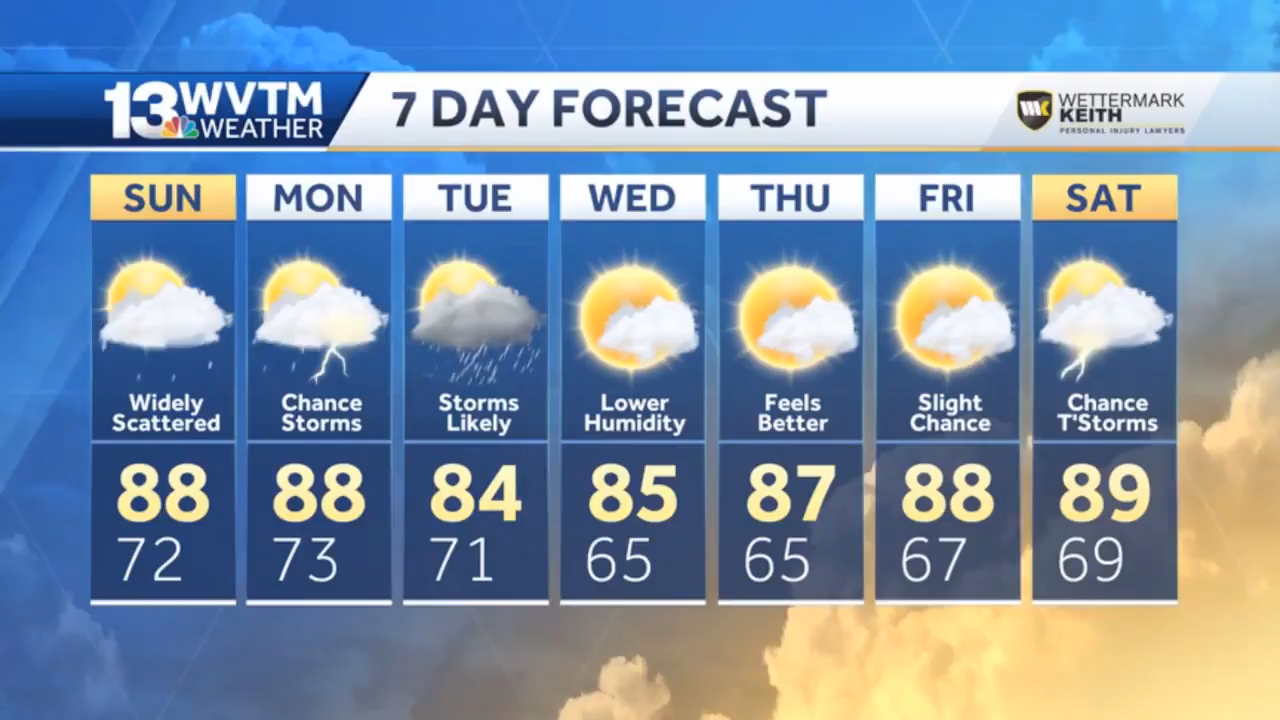 13 WVTM
WEATHER
7 DAY FORECAST
WETTERMARK
KEITH
PERSONAL INJURY LAWYERS
SUN
MON
TUE
WED
THU
FRI
SAT
Widely
Scattered
Chance
Storms
Storms
Likely
Lower
Humidity
Feels
Better
Slight
Chance
Chance
T'Storms
88
88
84
85
87
88
89
72
73
71
65
65
67
69